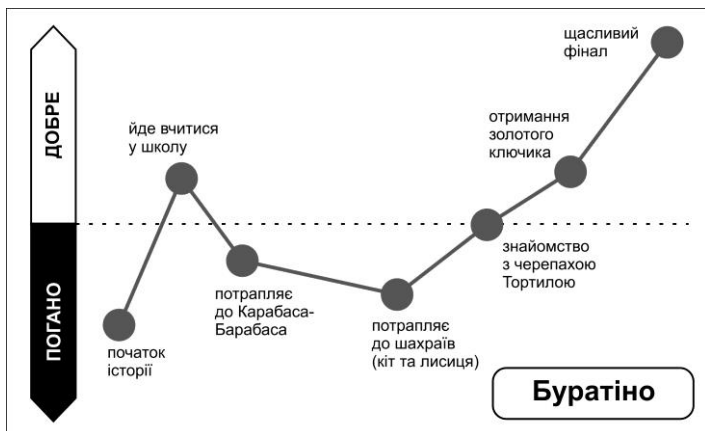 ДОБРЕ
ПОГАНО
початок
історії
йде вчитися
у школу
потрапляє
до Карабаса-
Барабаса
потрапляє
до шахраїв
(кіт та лисиця)
знайомство
з черепахою
Тортилою
отримання
золотого
ключика
щасливий
фінал
Буратіно